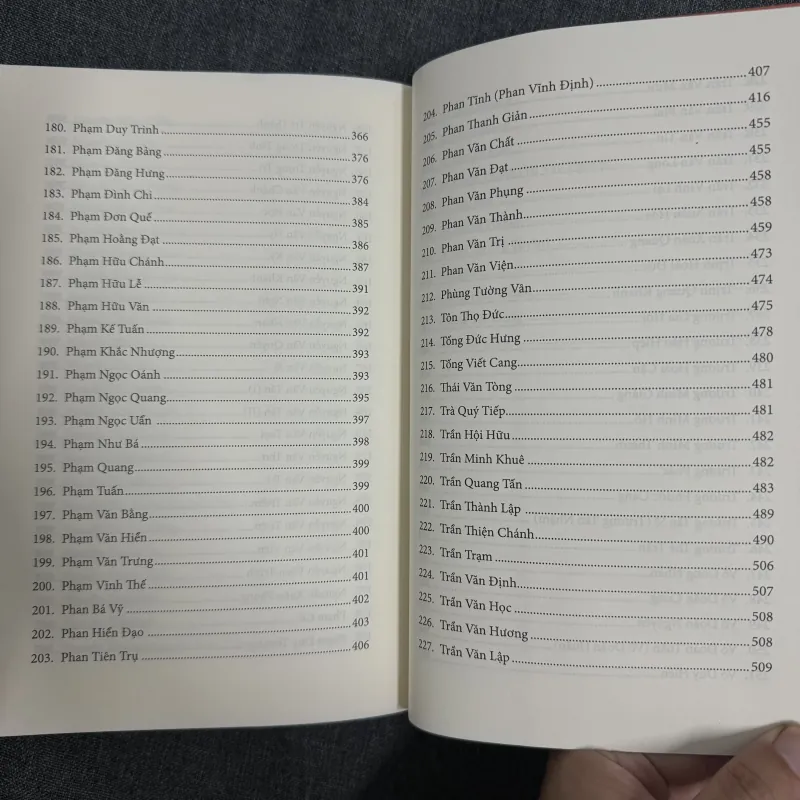 180. Phạm Duy Trinh ........ 366
181. Phạm Đăng Bảng ........ 376
182. Phạm Đăng Hưng ........ 376
183. Phạm Đình Chi ........ 384
184. Phạm Đơn Quế ........ 385
185. Phạm Hoằng Đạt ........ 386
186. Phạm Hữu Chánh ........ 387
187. Phạm Hữu Lễ ........ 391
188. Phạm Hữu Văn ........ 392
189. Phạm Kế Tuấn ........ 392
190. Phạm Khắc Nhượng ........ 393
191. Phạm Ngọc Oánh ........ 393
192. Phạm Ngọc Quang ........ 395
193. Phạm Ngọc Uẩn ........ 397
194. Phạm Như Bá ........ 398
195. Phạm Quang ........ 399
196. Phạm Tuấn ........ 399
197. Phạm Văn Bằng ........ 400
198. Phạm Văn Hiển ........ 400
199. Phạm Văn Trưng ........ 401
200. Phạm Vĩnh Thế ........ 401
201. Phan Bá Vỹ ........ 402
202. Phan Hiển Đạo ........ 403
203. Phan Tiên Trụ ........ 406
204. Phan Tĩnh (Phan Vĩnh Định) ........ 407
205. Phan Thanh Giản ........ 416
206. Phan Văn Chất ........ 455
207. Phan Văn Đạt ........ 455
208. Phan Văn Phụng ........ 458
209. Phan Văn Thành ........ 458
210. Phan Văn Trị ........ 459
211. Phan Văn Viện ........ 473
212. Phùng Tường Vân ........ 474
213. Tôn Thọ Đức ........ 475
214. Tống Đức Hưng ........ 478
215. Tống Viết Cang ........ 480
216. Thái Văn Tòng ........ 481
217. Trà Quý Tiếp ........ 481
218. Trần Hội Hữu ........ 482
219. Trần Minh Khuê ........ 482
220. Trần Quang Tấn ........ 483
221. Trần Thành Lập ........ 489
222. Trần Thiện Chánh ........ 490
223. Trần Trạm ........ 506
224. Trần Văn Định ........ 507
225. Trần Văn Học ........ 508
226. Trần Văn Hương ........ 508
227. Trần Văn Lập ........ 509